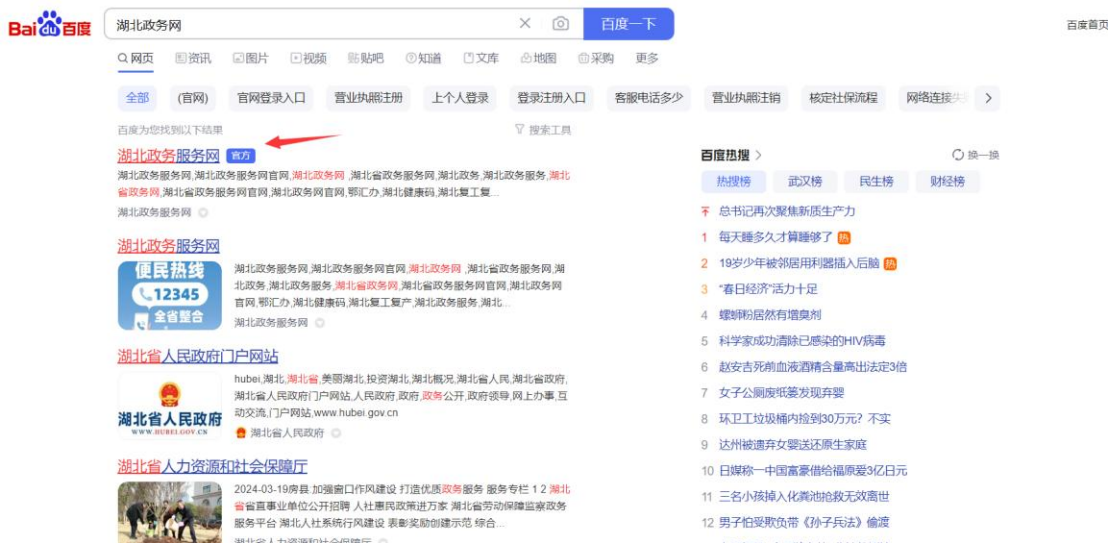 Bai du 百度
湖北政务网
百度一下
百度首页
网页 资讯 图片 视频 贴吧 知道 文库 地图 采购 更多
全部 (官网) 官网登录入口 营业执照注册 上个人登录 登录注册入口 客服电话多少 营业执照注销 核定社保流程 网络连接失
百度为您找到以下结果
搜索工具
湖北政务服务网 官方
湖北政务服务网,湖北政务服务网官网,湖北政务网 ,湖北省政务服务网,湖北政务,湖北政务服务,湖北
省政务网,湖北省政务服务网官网,湖北政务网官网,鄂汇办,湖北健康码,湖北复工复...
湖北政务服务网
湖北政务服务网
便民热线
12345
全省整合
湖北政务服务网,湖北政务服务网官网,湖北政务网 ,湖北省政务服务网,湖
北政务,湖北政务服务,湖北省政务网,湖北省政务服务网官网,湖北政务网
官网,鄂汇办,湖北健康码,湖北复工复产,湖北政务服务,湖北...
湖北政务服务网
湖北省人民政府门户网站
湖北省人民政府
WWW.HUBEI.GOV.CN
hubei,湖北,湖北省,美丽湖北,投资湖北,湖北概况,湖北省人民,湖北省政府,
湖北省人民政府门户网站,人民政府,政府,政务公开,政府领导,网上办事,互
动交流,门户网站,www.hubei.gov.cn
湖北省人民政府
湖北省人力资源和社会保障厅
2024-03-19房县:加强窗口作风建设 打造优质政务服务 服务专栏 1 2 湖北
省省直事业单位公开招聘 人社惠民政策进万家 湖北省劳动保障监察政务
服务平台 湖北人社系统行风建设 表彰奖励创建示范 综合...
湖北省人力资源和社会保障厅
百度热搜
换一换
热搜榜 武汉榜 民生榜 财经榜
总书记再次聚焦新质生产力
1 每天睡多久才算睡够了 热
2 19岁少年被邻居用利器插入后脑 热
3 “春日经济”活力十足
4 螺蛳粉居然有增臭剂
5 科学家成功清除已感染的HIV病毒
6 赵安吉死前血液酒精含量高出法定3倍
7 女子公厕废纸篓发现弃婴
8 环卫工垃圾桶内捡到30万元？不实
9 达州被遗弃女婴送还原生家庭
10 日媒称一中国富豪借给福原爱3亿日元
11 三名小孩掉入化粪池抢救无效离世
12 男子怕受欺负带《孙子兵法》偷渡